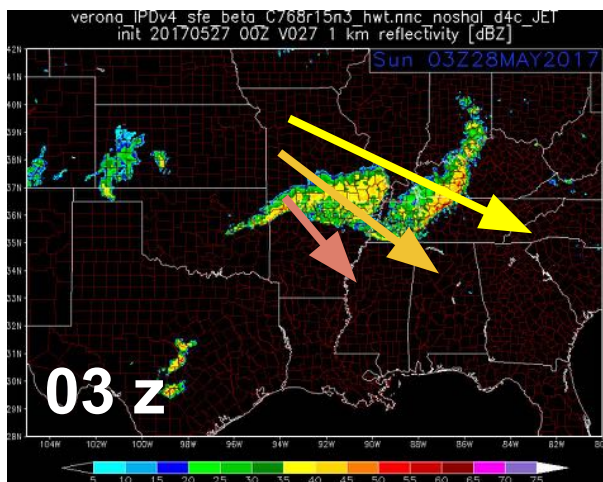 verona_IPDv4_sfe_beta_C768r15n3_hwt.nnc_noshal_d4c_JET
init 20170527 00Z V027 1 km reflectivity [dBZ]
Sun 03Z28MAY2017
42N
41N
40N
39N
38N
37N
36N
35N
34N
33N
32N
31N
30N
29N
28N
03 z
104W 102W 100W 98W 96W 94W 92W 90W 88W 86W 84W 82W 80
5 10 15 20 25 30 35 40 45 50 55 60 65 70 75